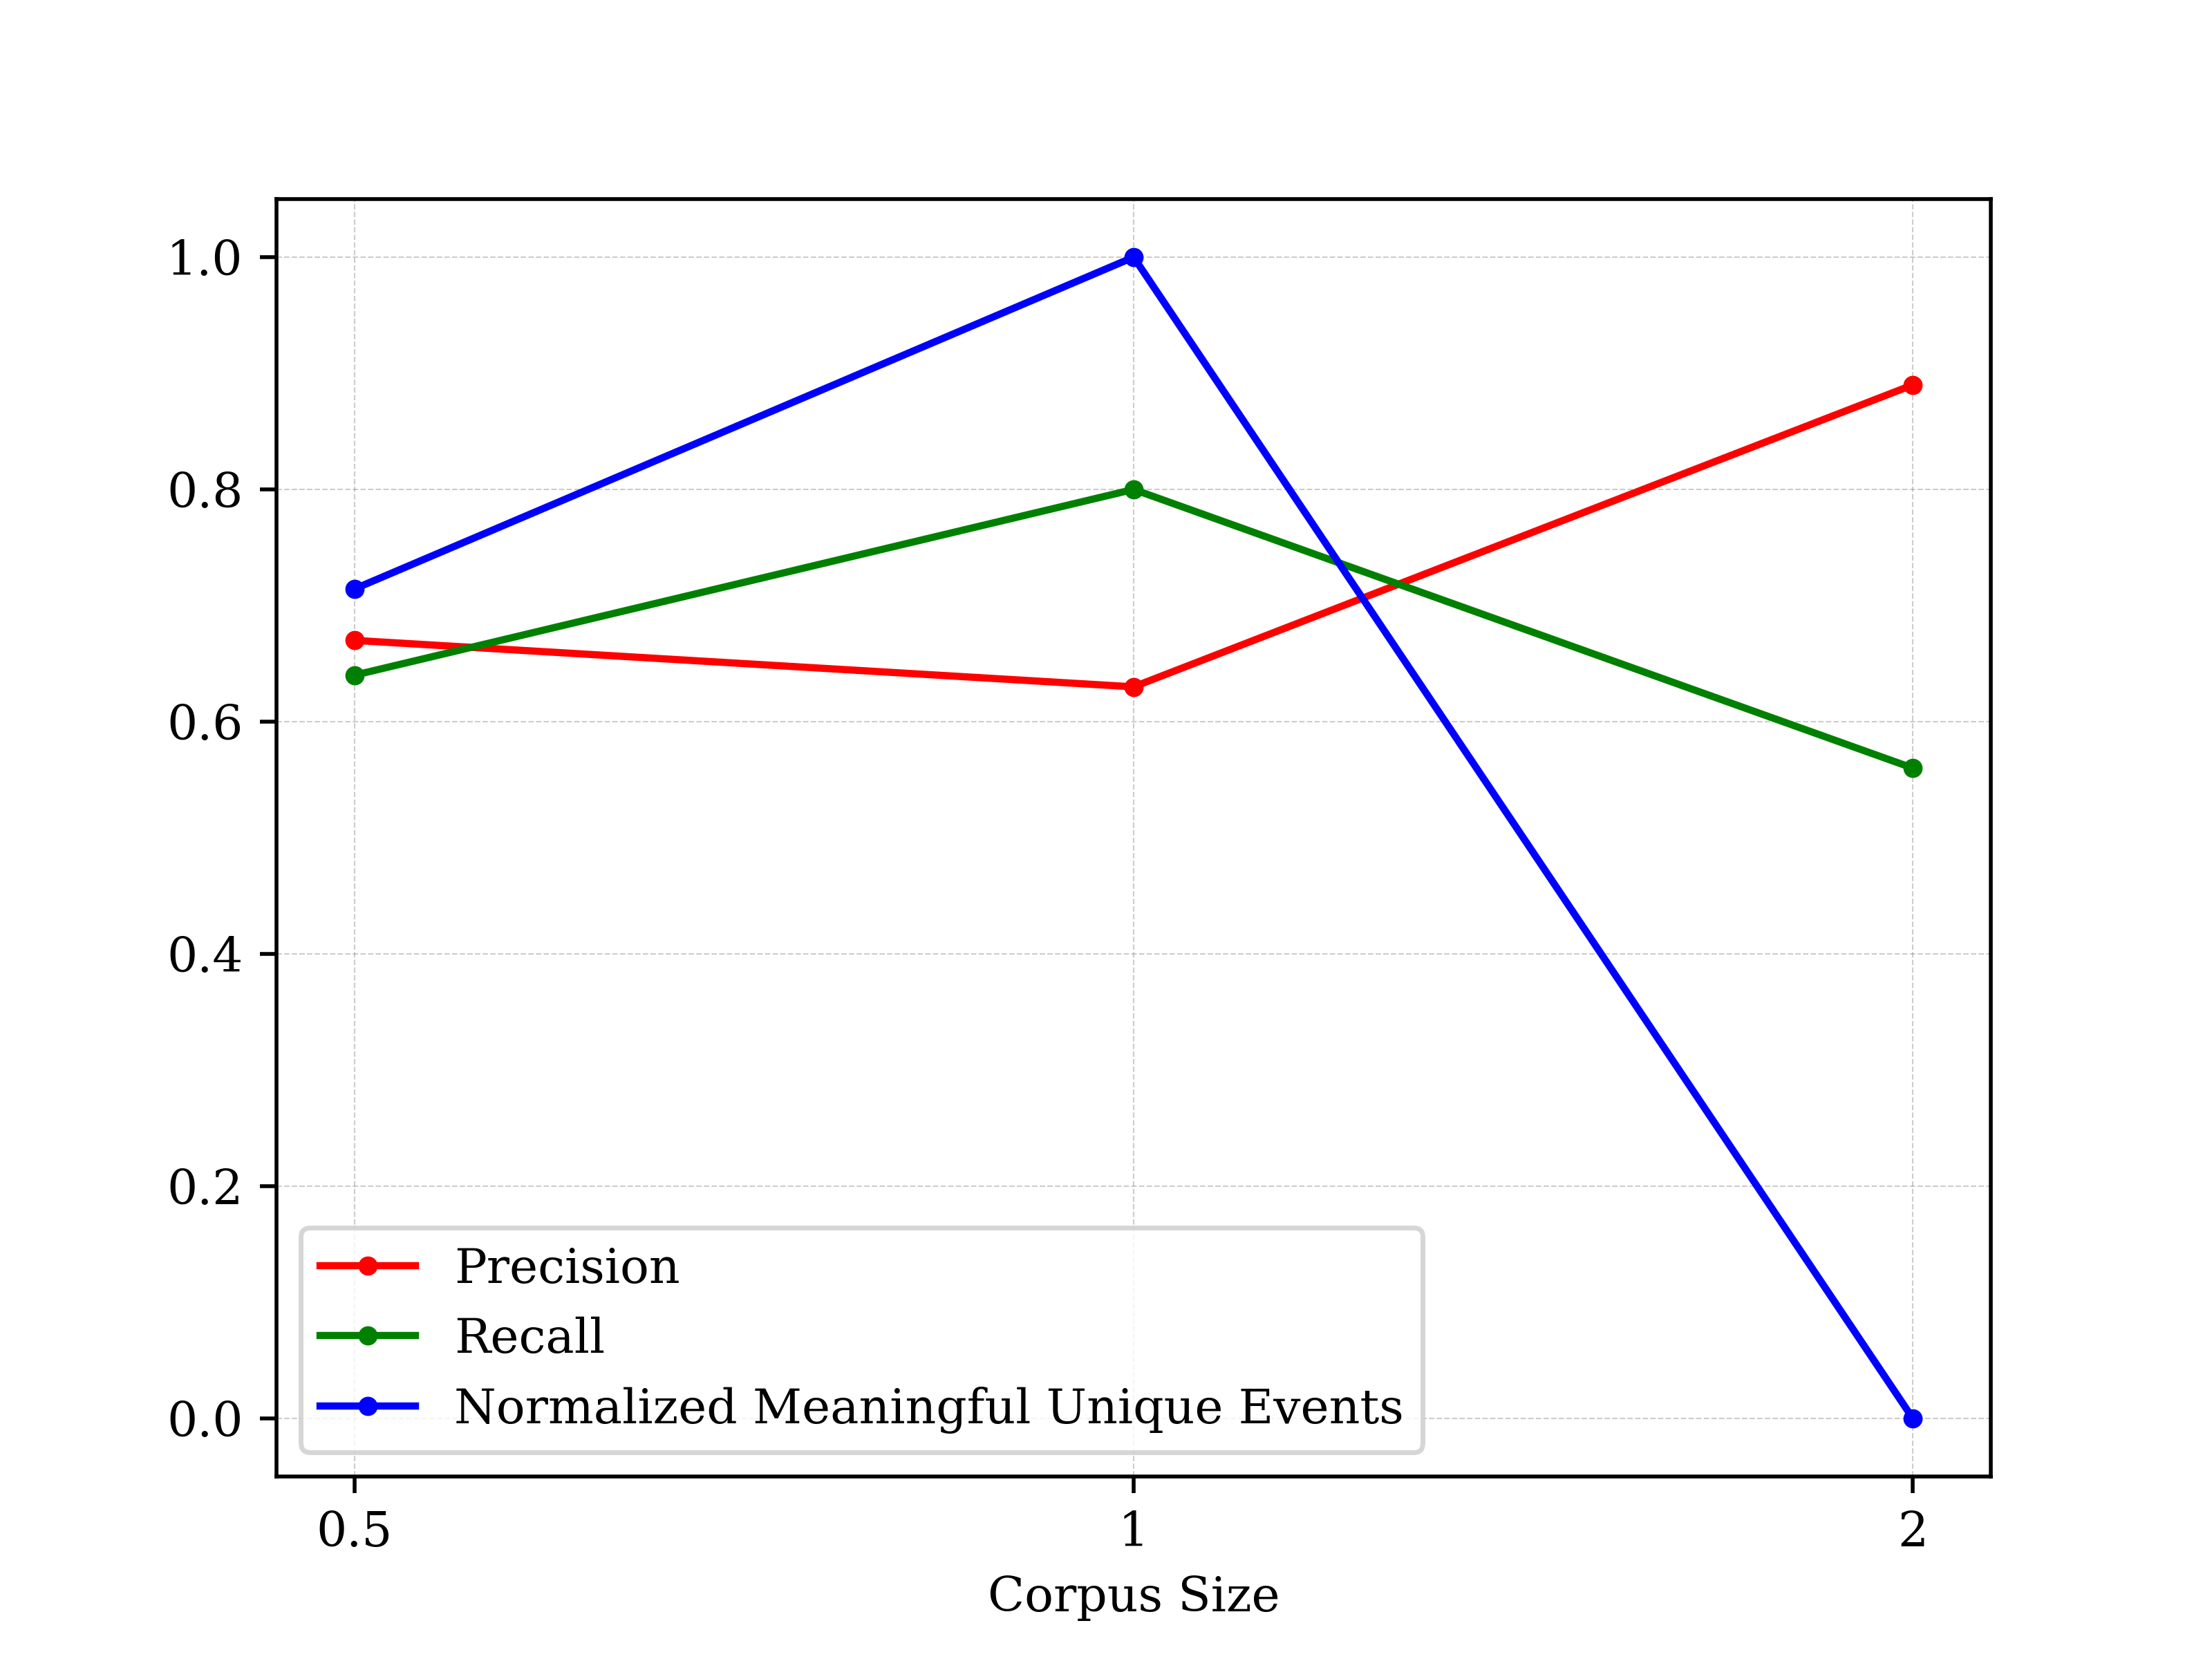 1.0
0.8
0.6
0.4
0.2
0.0
Precision
Recall
Normalized Meaningful Unique Events
0.5 1 2
Corpus Size